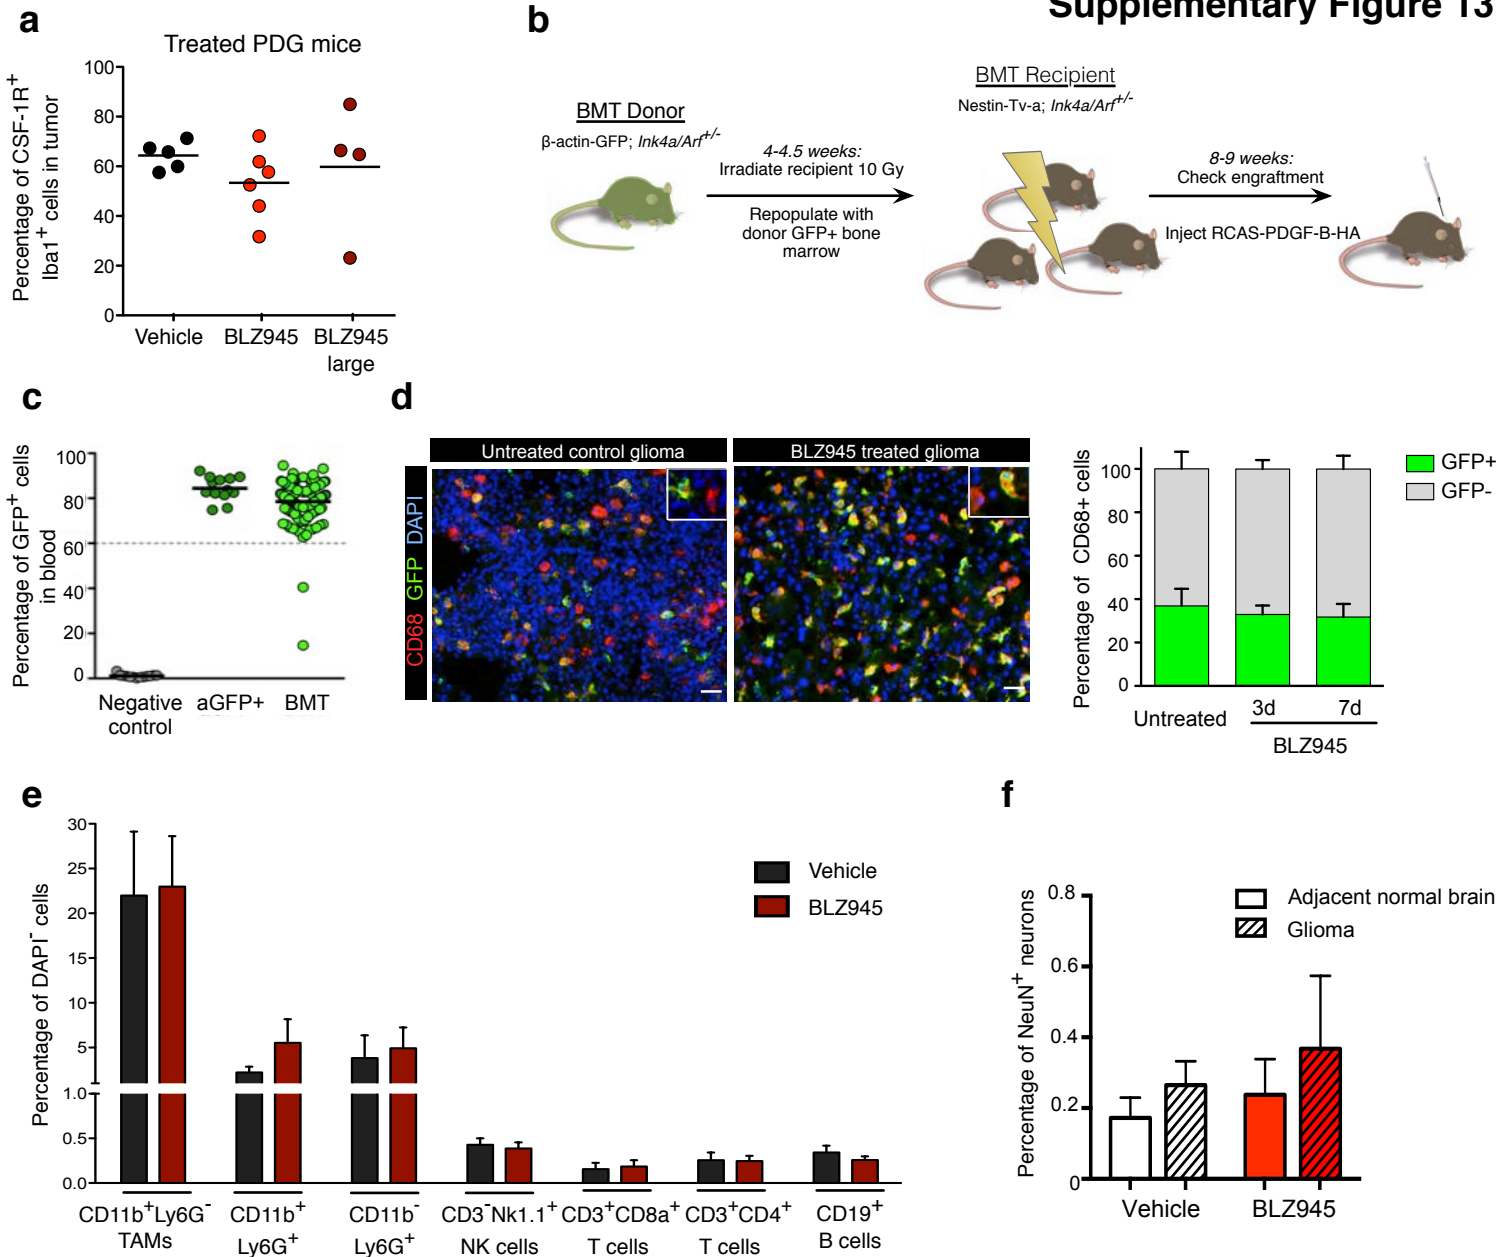 Supplementary Figure 13
a
Treated PDG mice
Percentage of CSF-1R+
Iba1+ cells in tumor
100
80
60
40
20
0
Vehicle
BLZ945
BLZ945
large
b
BMT Donor
β-actin-GFP; Ink4a/Arf+/-
4-4.5 weeks:
Irradiate recipient 10 Gy
Repopulate with
donor GFP+ bone
marrow
BMT Recipient
Nestin-Tv-a; Ink4a/Arf+/-
8-9 weeks:
Check engraftment
Inject RCAS-PDGF-B-HA
c
Percentage of GFP+ cells
in blood
100
80
60
40
20
0
Negative
control
aGFP+
BMT
d
Untreated control glioma
BLZ945 treated glioma
CD68 GFP DAPI
Percentage of CD68+ cells
100
80
60
40
20
0
Untreated
3d
7d
BLZ945
GFP+
GFP-
e
Percentage of DAPI- cells
30
25
20
15
10
5
1.0
0.5
0.0
Vehicle
BLZ945
CD11b+Ly6G-
TAMs
CD11b+
Ly6G+
CD11b-
Ly6G+
CD3-Nk1.1+
NK cells
CD3+CD8a+
T cells
CD3+CD4+
T cells
CD19+
B cells
f
Percentage of NeuN+ neurons
0.8
0.6
0.4
0.2
0
Adjacent normal brain
Glioma
Vehicle
BLZ945